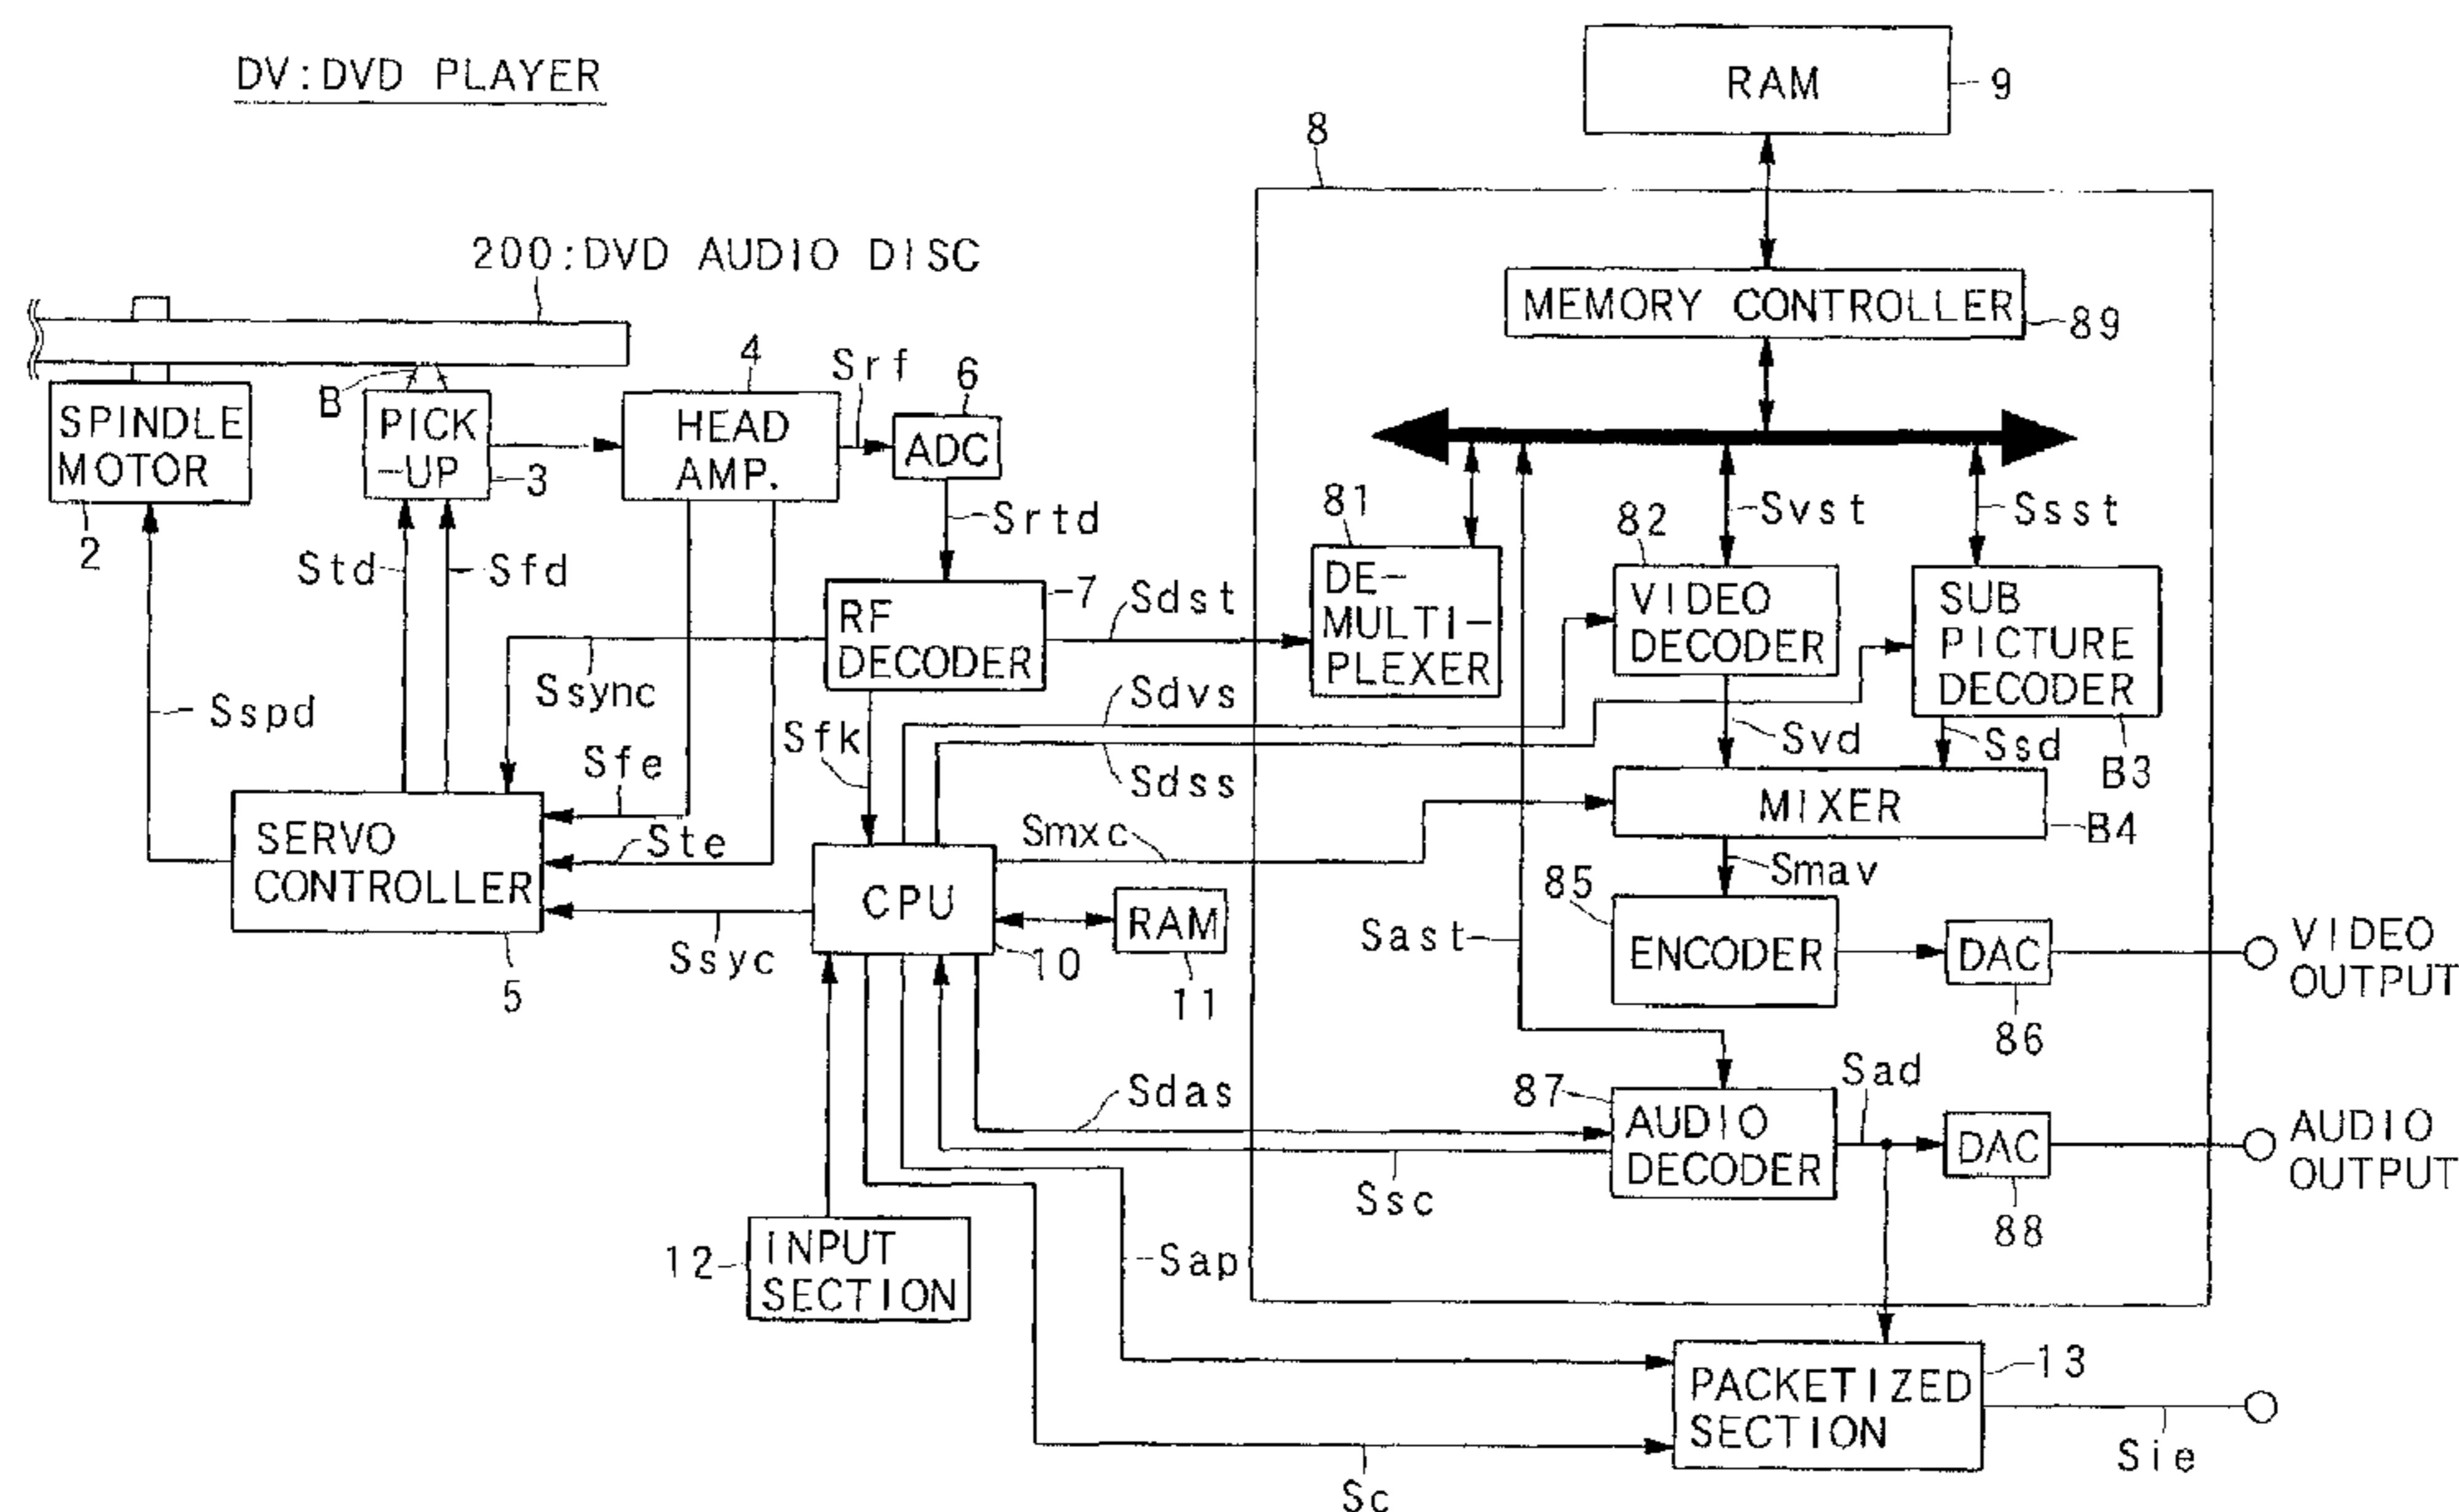 DV:DVD PLAYER
RAM
9
8
200:DVD AUDIO DISC
MEMORY CONTROLLER
89
4
Srf
6
B
SPINDLE
MOTOR
2
PICK
-UP
3
HEAD
AMP.
ADC
Srtd
81
82
Svst
Ssst
Std
Sfd
7
RF
DECODER
Sdst
DE-
MULTI-
PLEXER
VIDEO
DECODER
SUB
PICTURE
DECODER
B3
Ssync
Sspd
Sdvs
Sfk
Sfe
Sdss
Svd
Ssd
MIXER
B4
SERVO
CONTROLLER
5
Ste
Smxc
Smav
CPU
10
RAM
11
Ssyc
85
ENCODER
Sast
DAC
86
VIDEO
OUTPUT
Sdas
87
AUDIO
DECODER
Sad
DAC
88
AUDIO
OUTPUT
Ssc
12
INPUT
SECTION
Sap
PACKETIZED
SECTION
13
Sie
Sc